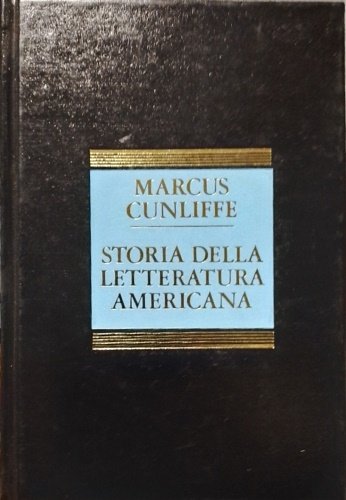 MARCUS
CUNLIFFE
STORIA DELLA
LETTERATURA
AMERICANA